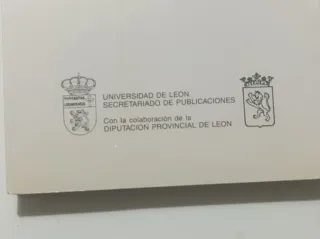 UNIVERSIDAD DE LEON
SECRETARIADO DE PUBLICACIONES
Con la colaboración de la
DIPUTACION PROVINCIAL DE LEON